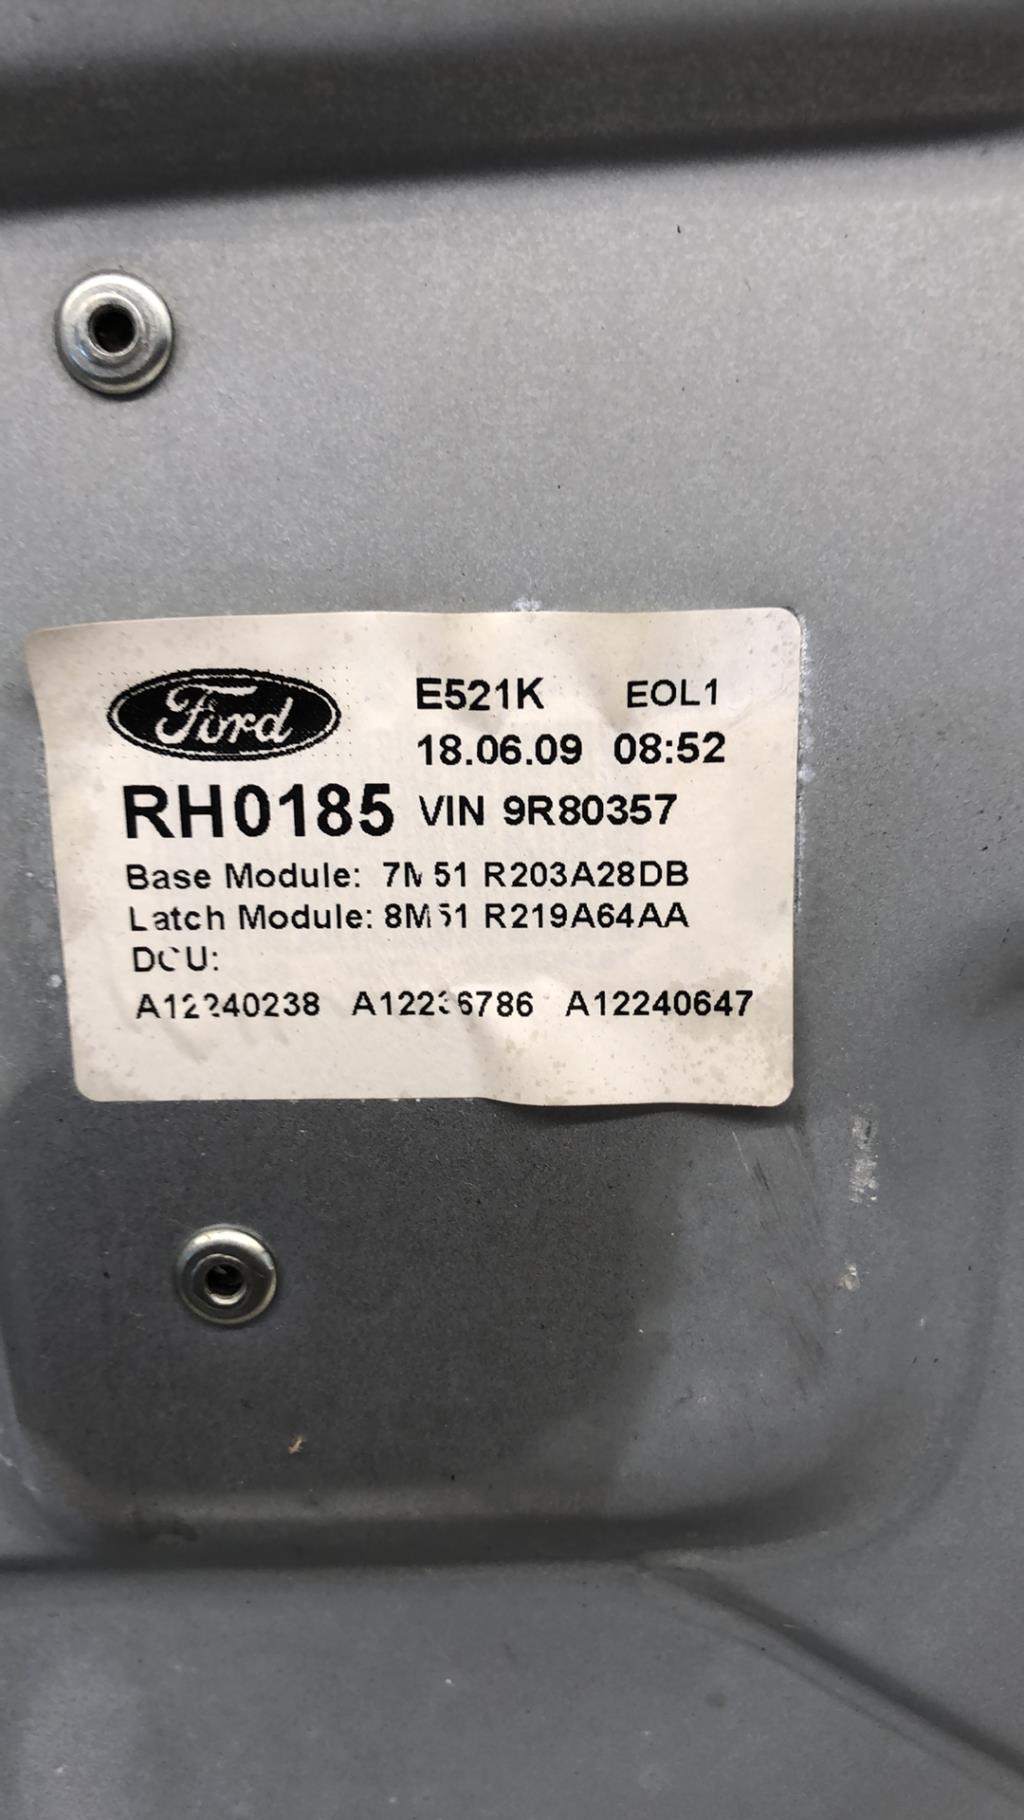 Ford
E521K EOL1
18.06.09 08:52
RH0185 VIN 9R80357
Base Module: 7M51 R203A28DB
Latch Module: 8M51 R219A64AA
DCU:
A12240238 A12236786 A12240647